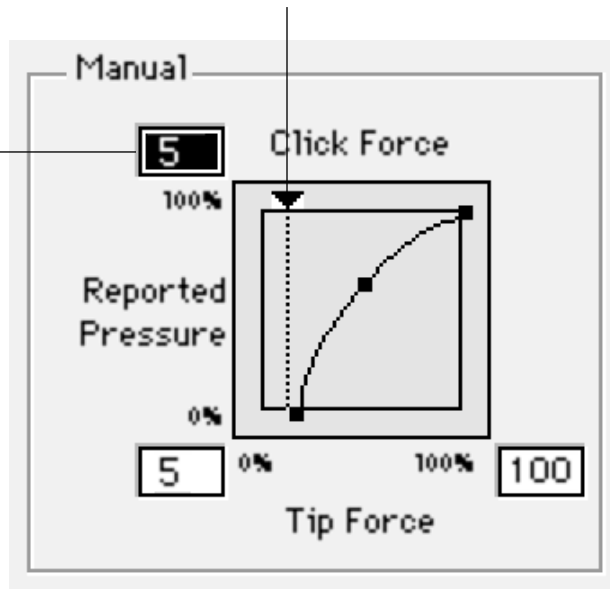 Manual
5
Click Force
100%
Reported
Pressure
0%
5
0%
100%
100
Tip Force